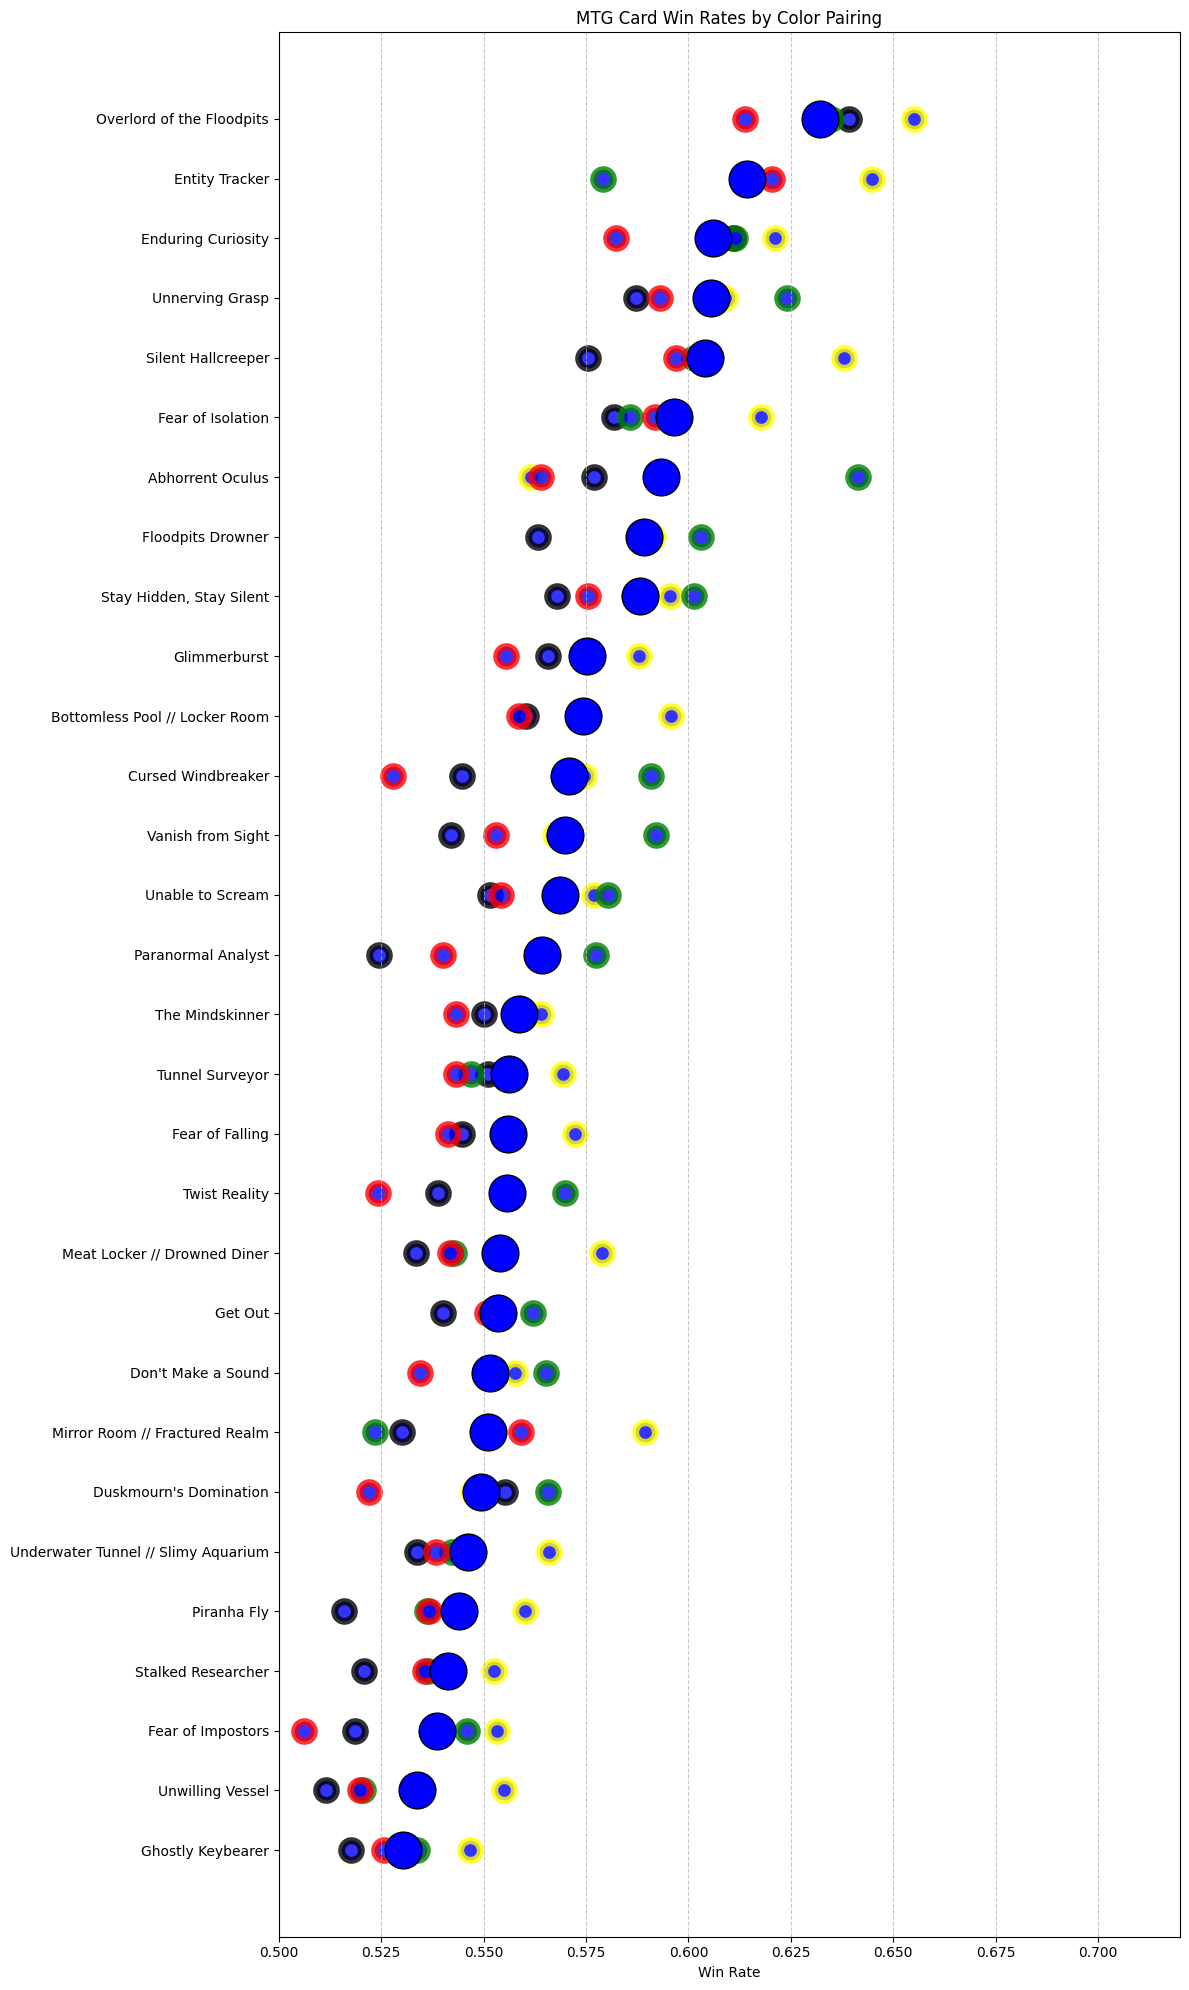 MTG Card Win Rates by Color Pairing
Overlord of the Floodpits
Entity Tracker
Enduring Curiosity
Unnerving Grasp
Silent Hallcreeper
Fear of Isolation
Abhorrent Oculus
Floodpits Drowner
Stay Hidden, Stay Silent
Glimmerburst
Bottomless Pool // Locker Room
Cursed Windbreaker
Vanish from Sight
Unable to Scream
Paranormal Analyst
The Mindskinner
Tunnel Surveyor
Fear of Falling
Twist Reality
Meat Locker // Drowned Diner
Get Out
Don't Make a Sound
Mirror Room // Fractured Realm
Duskmourn's Domination
Underwater Tunnel // Slimy Aquarium
Piranha Fly
Stalked Researcher
Fear of Impostors
Unwilling Vessel
Ghostly Keybearer
0.500 0.525 0.550 0.575 0.600 0.625 0.650 0.675 0.700
Win Rate